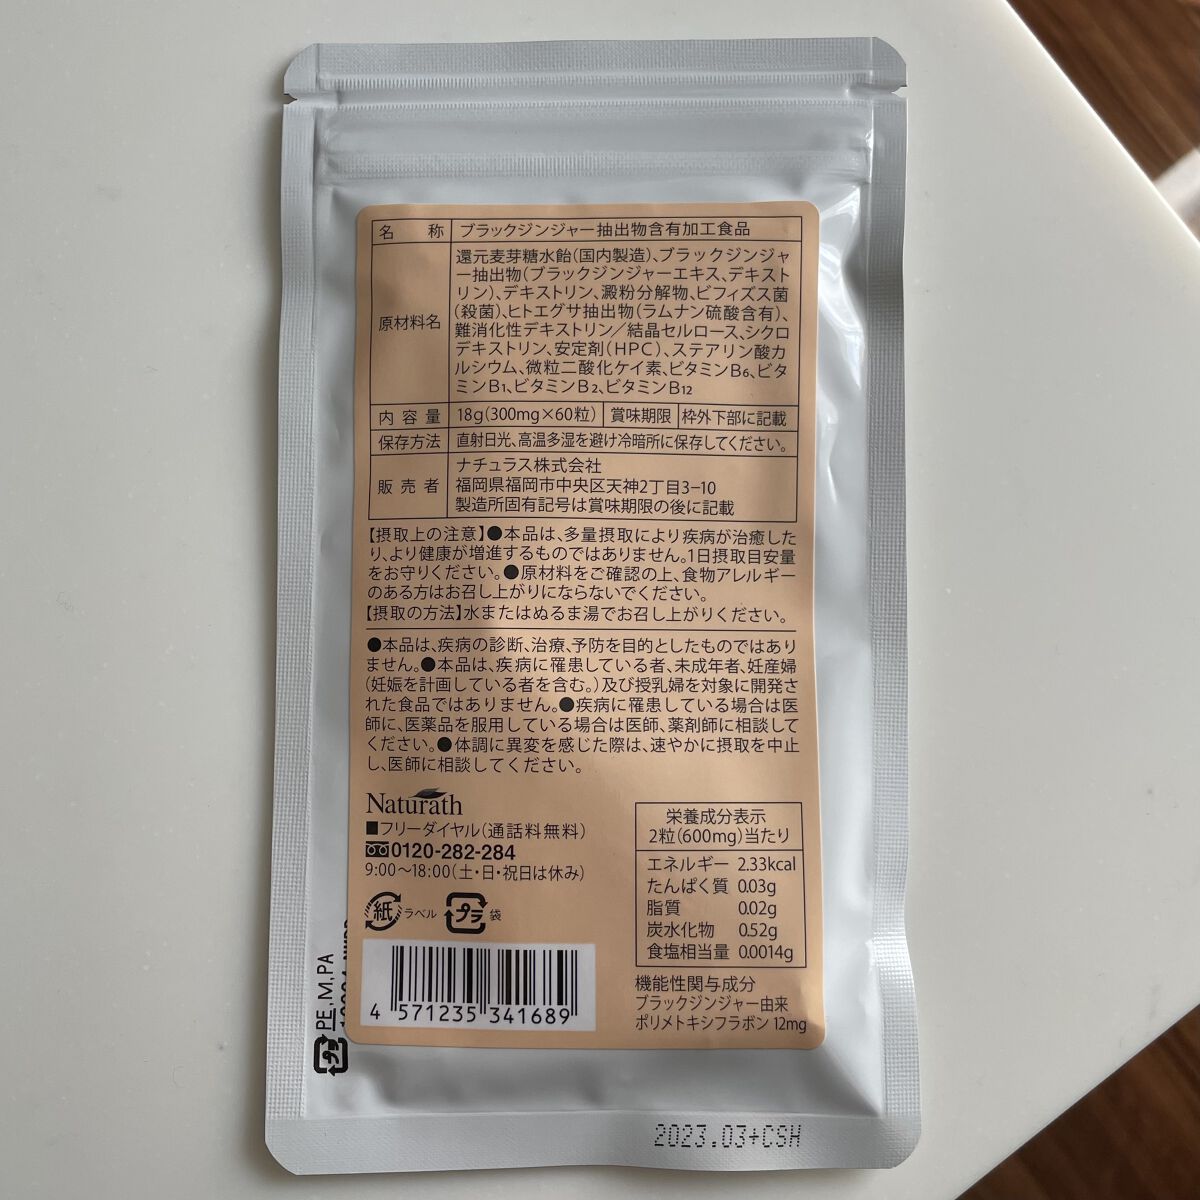 名 称 ブラックジンジャー抽出物含有加工食品
原材料名
還元麦芽糖水飴(国内製造)、ブラックジンジャ
ー抽出物(ブラックジンジャーエキス、デキスト
リン)、デキストリン、澱粉分解物、ビフィズス菌
(殺菌)、ヒトエグサ抽出物(ラムナン硫酸含有)、
難消化性デキストリン/結晶セルロース、シクロ
デキストリン、安定剤(HPC)、ステアリン酸カ
ルシウム、微粒二酸化ケイ素、ビタミンB₆、ビタ
ミンB₁、ビタミンB₂、ビタミンB₁₂
内容量 18g(300mg×60粒) 賞味期限 枠外下部に記載
保存方法 直射日光、高温多湿を避け冷暗所に保存してください。
販売者
ナチュラス株式会社
福岡県福岡市中央区天神2丁目3-10
製造所固有記号は賞味期限の後に記載
【摂取上の注意】●本品は、多量摂取により疾病が治癒した
り、より健康が増進するものではありません。1日摂取目安量
をお守りください。●原材料をご確認の上、食物アレルギー
のある方はお召し上がりにならないでください。
【摂取の方法】水またはぬるま湯でお召し上がりください。
●本品は、疾病の診断、治療、予防を目的としたものではあり
ません。●本品は、疾病に罹患している者、未成年者、妊産婦
(妊娠を計画している者を含む。)及び授乳婦を対象に開発さ
れた食品ではありません。●疾病に罹患している場合は医
師に、医薬品を服用している場合は医師、薬剤師に相談して
ください。●体調に異変を感じた際は、速やかに摂取を中止
し、医師に相談してください。
Naturath
■フリーダイヤル(通話料無料)
0120-282-284
9:00〜18:00(土・日・祝日は休み)
紙 ラベル プラ 袋
4 571235 341689
栄養成分表示
2粒(600mg)当たり
エネルギー 2.33kcal
たんぱく質 0.03g
脂質 0.02g
炭水化物 0.52g
食塩相当量 0.0014g
機能性関与成分
ブラックジンジャー由来
ポリメトキシフラボン 12mg
プラ PE,M,PA
2023.03+CSH